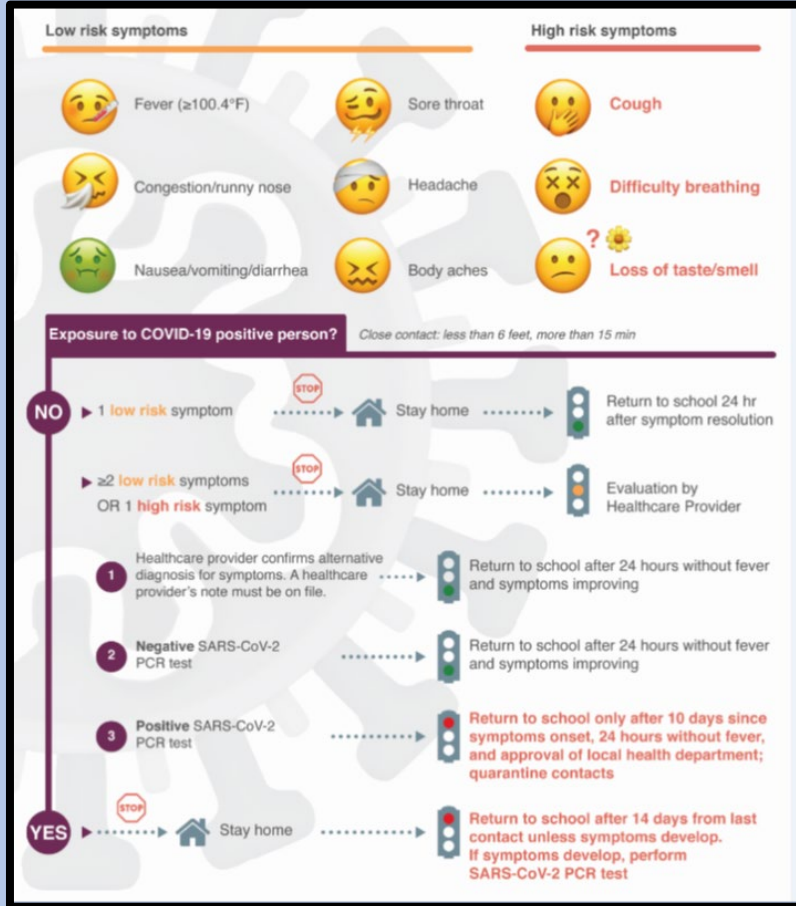 Low risk symptoms
High risk symptoms
Fever (≥100.4°F)
Sore throat
Cough
Congestion/runny nose
Headache
Difficulty breathing
?
Nausea/vomiting/diarrhea
Body aches
Loss of taste/smell
Exposure to COVID-19 positive person?
Close contact: less than 6 feet, more than 15 min
NO
1 low risk symptom
STOP
Stay home
Return to school 24 hr
after symptom resolution
≥2 low risk symptoms
OR 1 high risk symptom
STOP
Stay home
Evaluation by
Healthcare Provider
1
Healthcare provider confirms alternative
diagnosis for symptoms. A healthcare
provider's note must be on file.
Return to school after 24 hours without fever
and symptoms improving
2
Negative SARS-CoV-2
PCR test
Return to school after 24 hours without fever
and symptoms improving
3
Positive SARS-CoV-2
PCR test
Return to school only after 10 days since
symptoms onset, 24 hours without fever,
and approval of local health department;
quarantine contacts
YES
STOP
Stay home
Return to school after 14 days from last
contact unless symptoms develop.
If symptoms develop, perform
SARS-CoV-2 PCR test